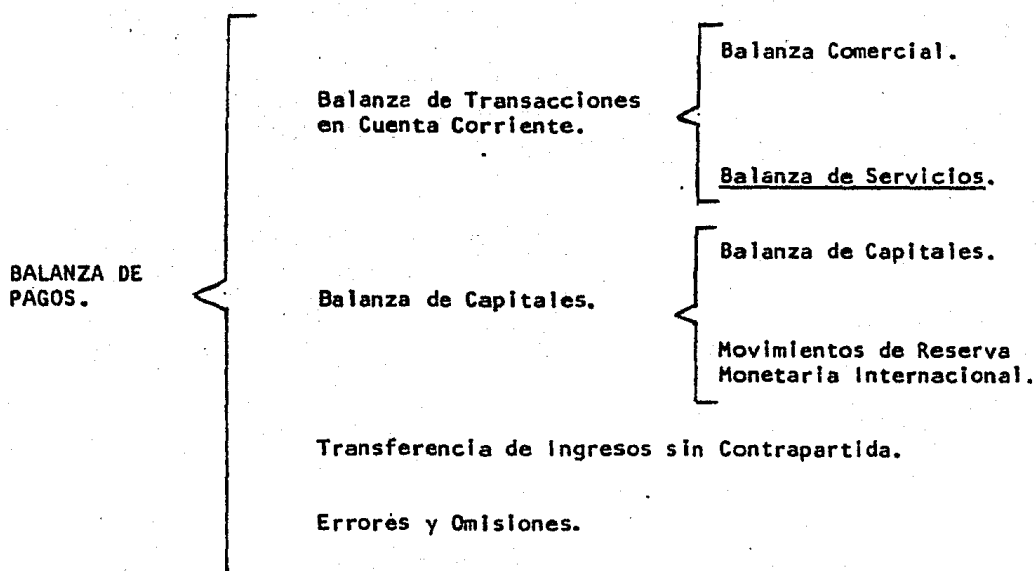 Balanza Comercial.
Balanza de Transacciones
en Cuenta Corriente.
Balanza de Servicios.
BALANZA DE
PAGOS.
Balanza de Capitales.
Balanza de Capitales.
Movimientos de Reserva
Monetaria Internacional.
Transferencia de Ingresos sin Contrapartida.
Errores y Omisiones.